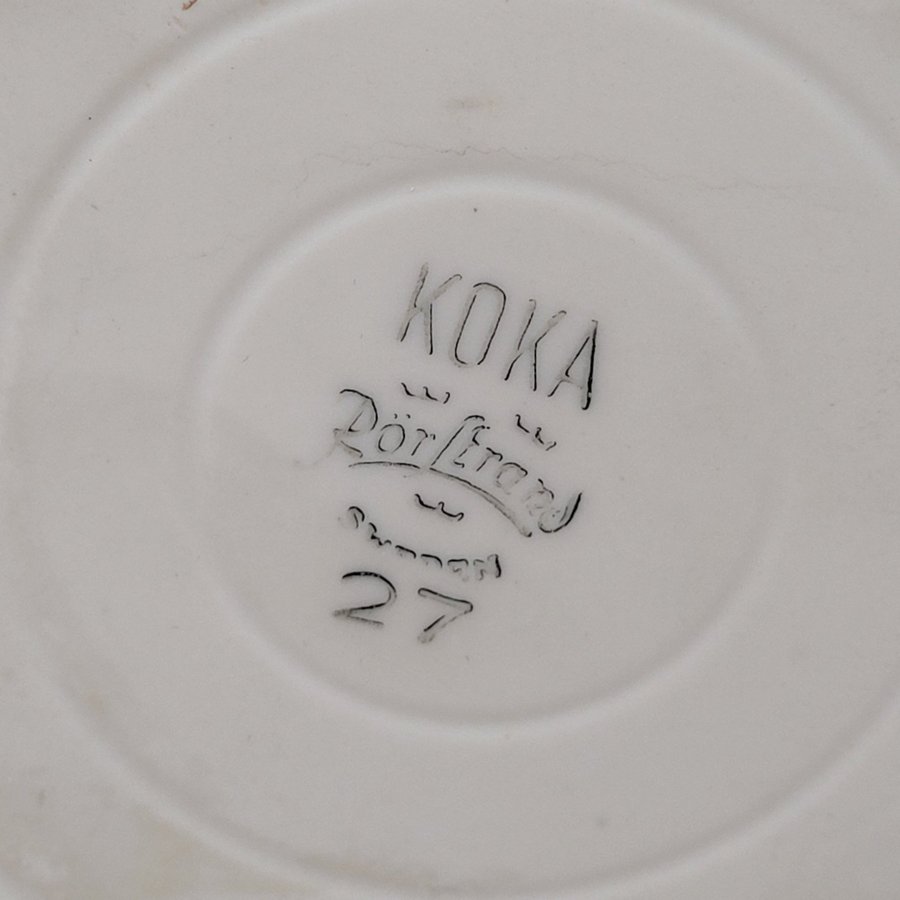 KOKA
Rörstrand
Sweden
27